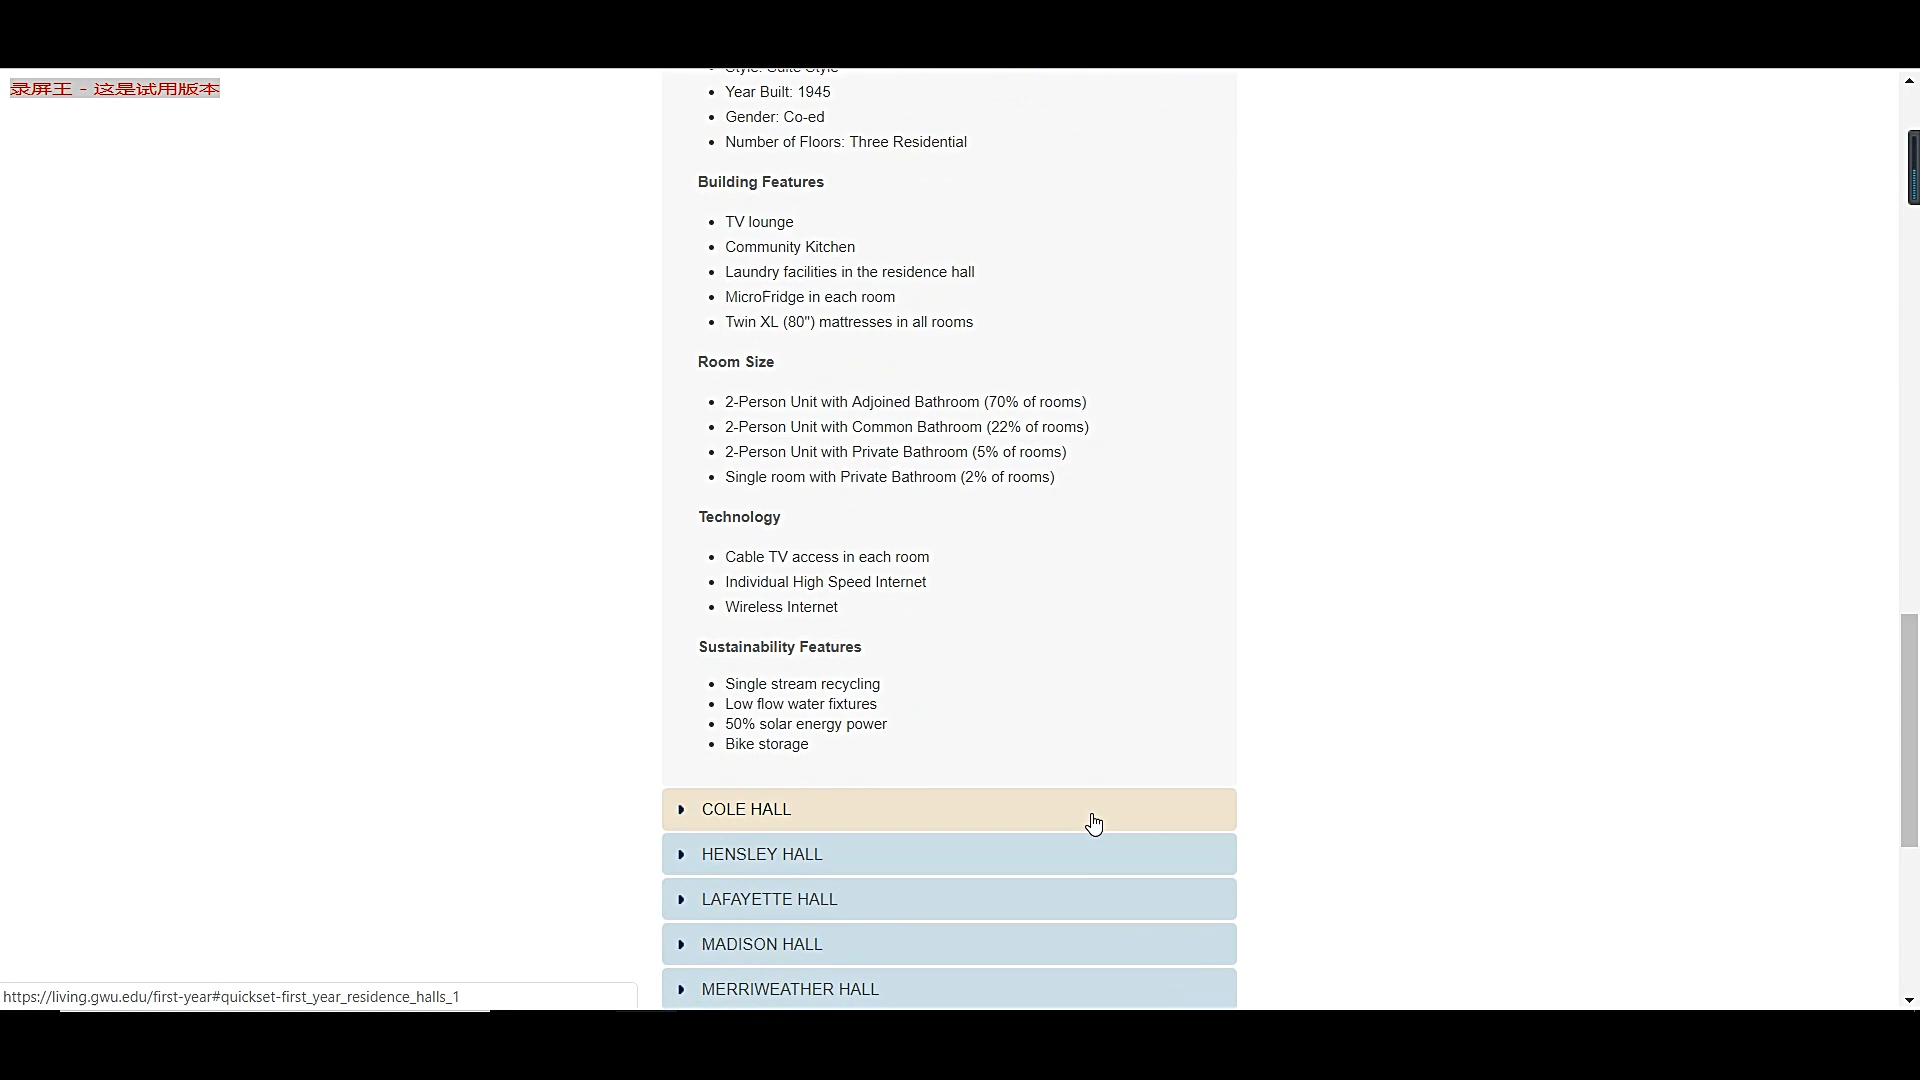 录屏王 - 这是试用版本
Style: Suite Style
Year Built: 1945
Gender: Co-ed
Number of Floors: Three Residential
Building Features
TV lounge
Community Kitchen
Laundry facilities in the residence hall
MicroFridge in each room
Twin XL (80") mattresses in all rooms
Room Size
2-Person Unit with Adjoined Bathroom (70% of rooms)
2-Person Unit with Common Bathroom (22% of rooms)
2-Person Unit with Private Bathroom (5% of rooms)
Single room with Private Bathroom (2% of rooms)
Technology
Cable TV access in each room
Individual High Speed Internet
Wireless Internet
Sustainability Features
Single stream recycling
Low flow water fixtures
50% solar energy power
Bike storage
COLE HALL
HENSLEY HALL
LAFAYETTE HALL
MADISON HALL
MERRIWEATHER HALL
https://living.gwu.edu/first-year#quickset-first_year_residence_halls_1